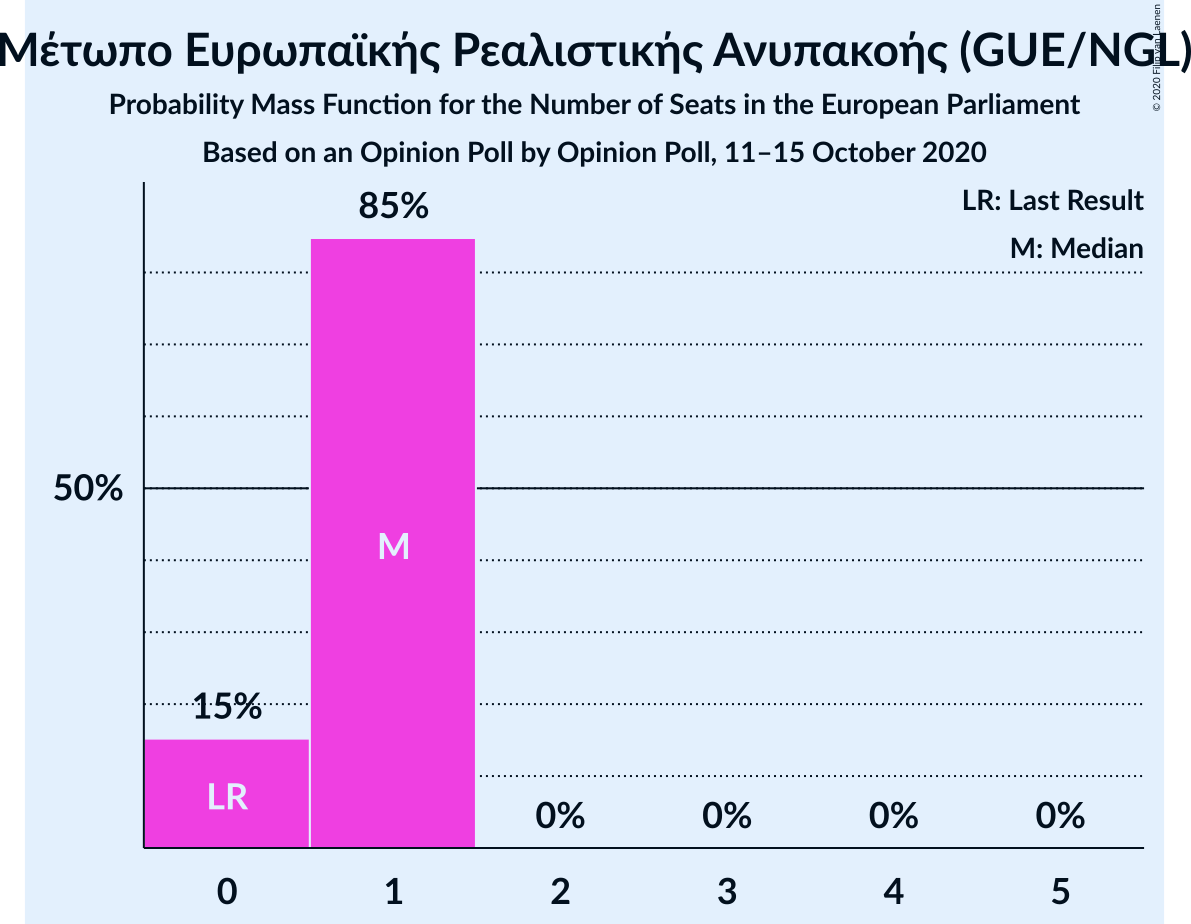 Μέτωπο Ευρωπαϊκής Ρεαλιστικής Ανυπακοής (GUE/NGL)
© 2020 Filip van Laenen
Probability Mass Function for the Number of Seats in the European Parliament
Based on an Opinion Poll by Opinion Poll, 11–15 October 2020
LR: Last Result
M: Median
85%
50%
M
15%
LR
0% 0% 0% 0%
0 1 2 3 4 5